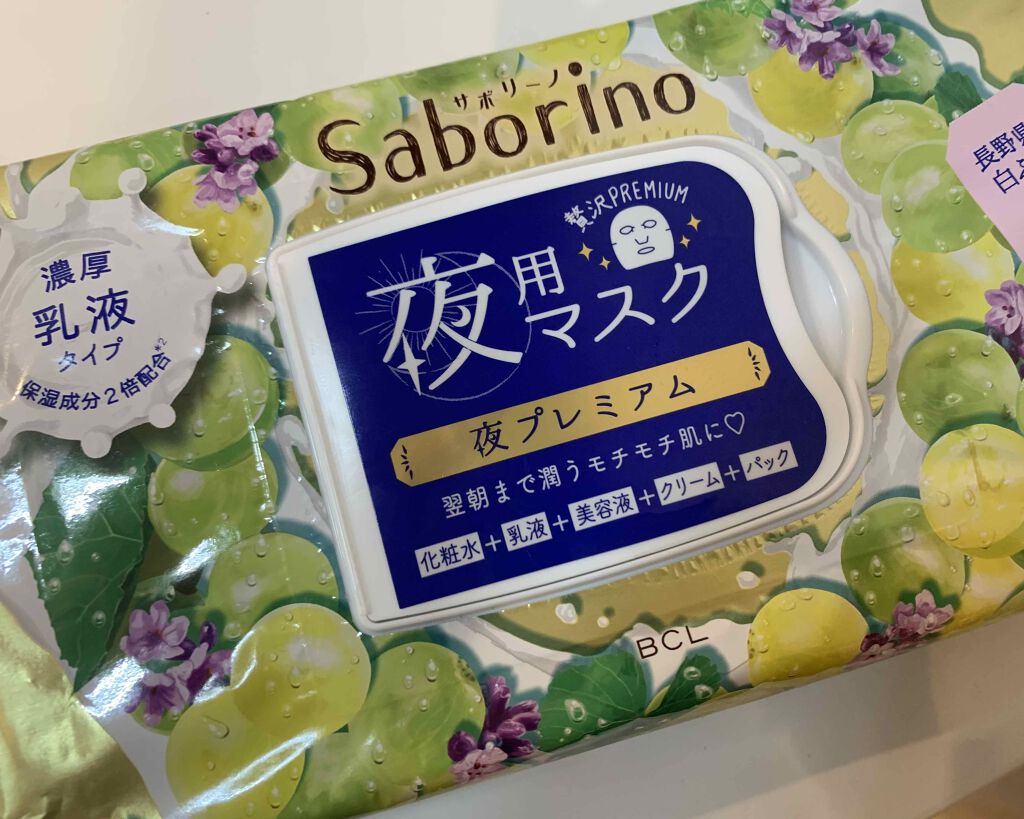 サボリーノ
Saborino
長野県
白
濃厚
乳液
タイプ
保湿成分2倍配合*2
贅沢PREMIUM
夜用
マスク
夜プレミアム
翌朝まで潤うモチモチ肌に♡
化粧水+乳液+美容液+クリーム+パック
BCL